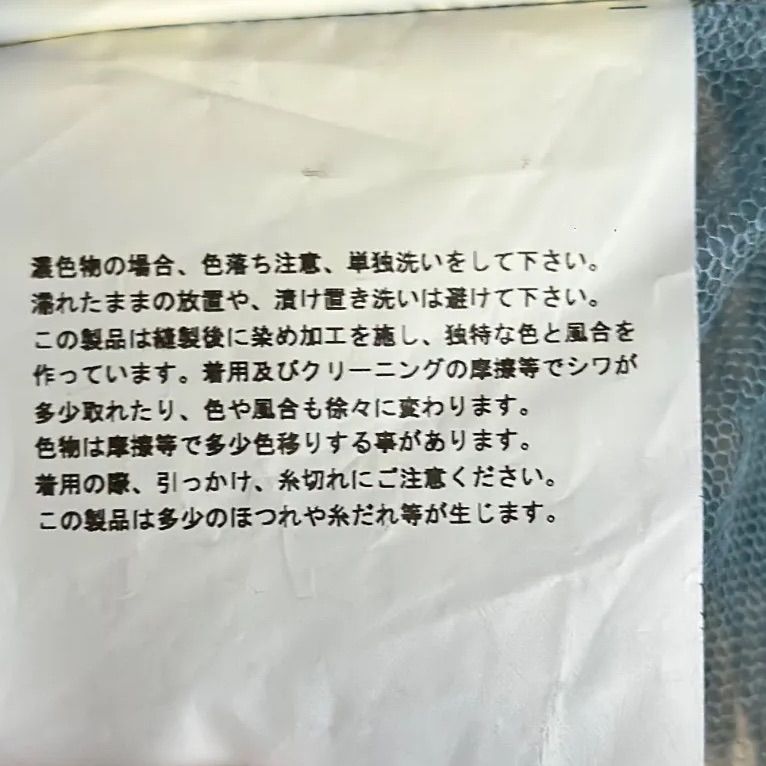 濃色物の場合、色落ち注意、単独洗いをして下さい。
濡れたままの放置や、漬け置き洗いは避けて下さい。
この製品は縫製後に染め加工を施し、独特な色と風合を
作っています。着用及びクリーニングの摩擦等でシワが
多少取れたり、色や風合も徐々に変わります。
色物は摩擦等で多少色移りする事があります。
着用の際、引っかけ、糸切れにご注意ください。
この製品は多少のほつれや糸だれ等が生じます。